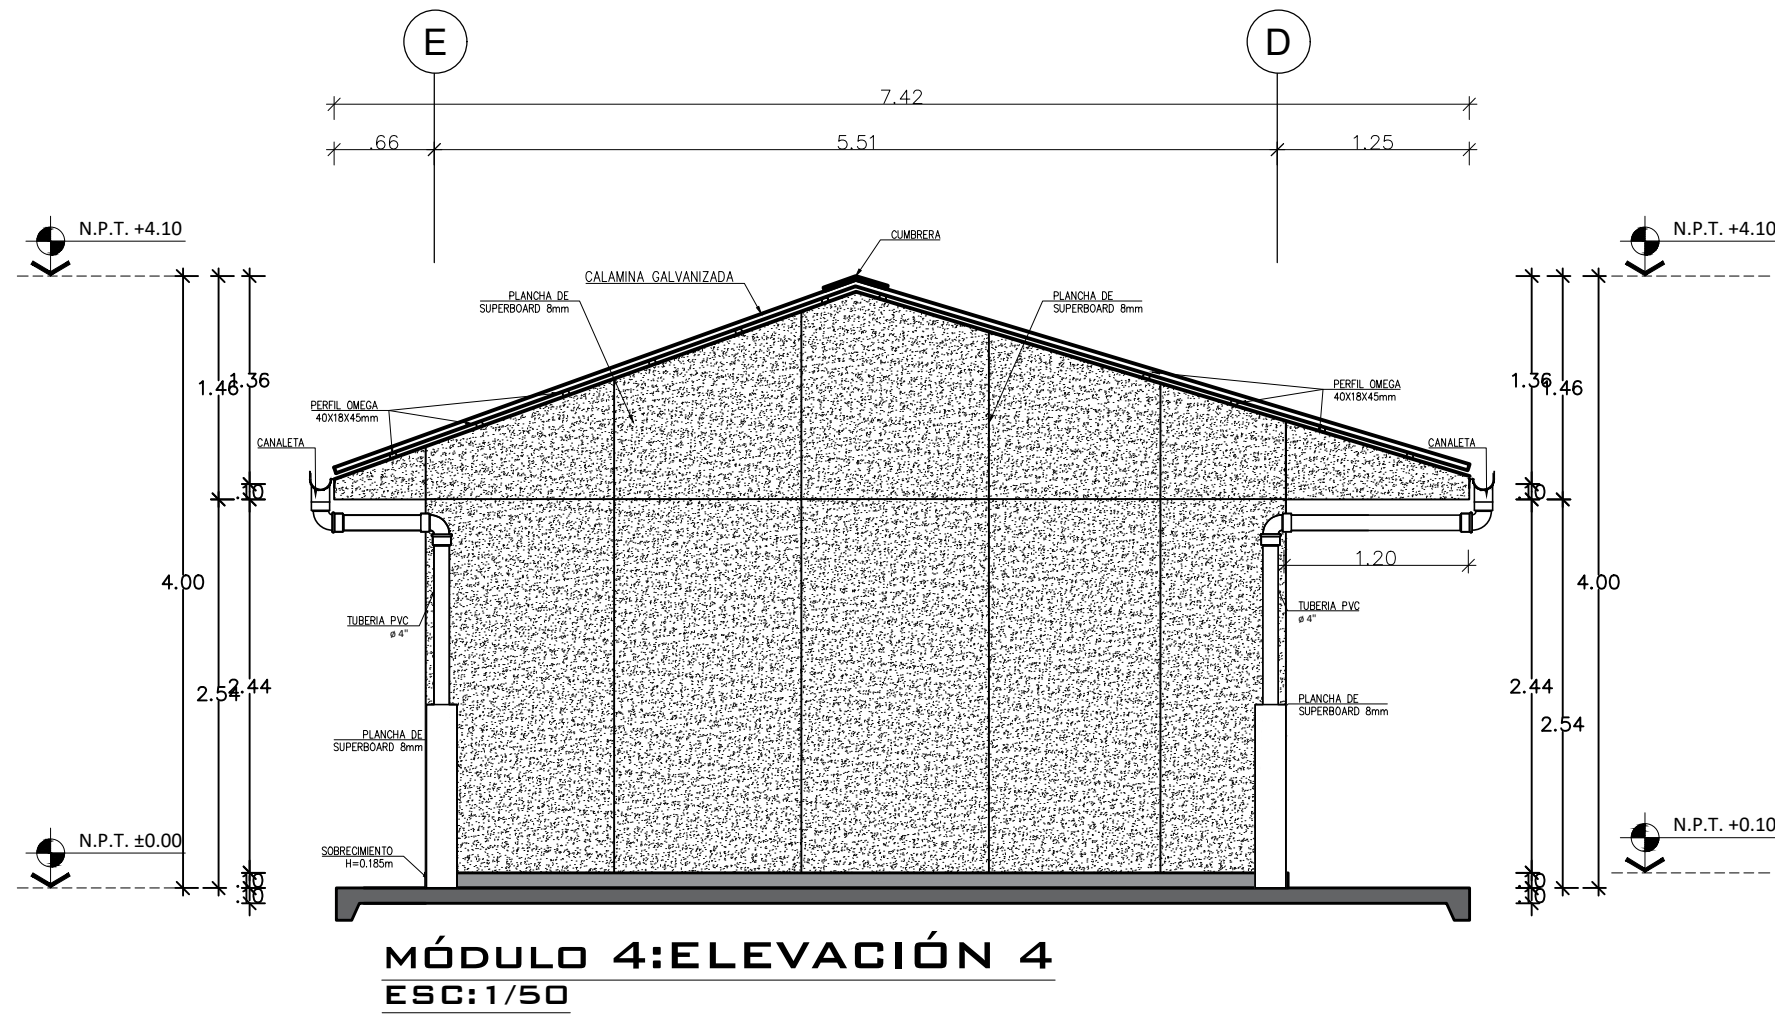 E
D
7.42
.66
5.51
1.25
N.P.T. +4.10
N.P.T. +4.10
CUMBRERA
CALAMINA GALVANIZADA
PLANCHA DE
SUPERBOARD 8mm
PLANCHA DE
SUPERBOARD 8mm
1.46
1.36
1.36
1.46
PERFIL OMEGA
40X18X45mm
PERFIL OMEGA
40X18X45mm
CANALETA
CANALETA
.10
.10
1.20
4.00
4.00
TUBERIA PVC
ø 4"
TUBERIA PVC
ø 4"
2.54
2.44
2.44
2.54
PLANCHA DE
SUPERBOARD 8mm
PLANCHA DE
SUPERBOARD 8mm
N.P.T. ±0.00
N.P.T. +0.10
SOBRECIMIENTO
H=0.185m
.10
.10
.10
.10
MÓDULO 4:ELEVACIÓN 4
ESC:1/50